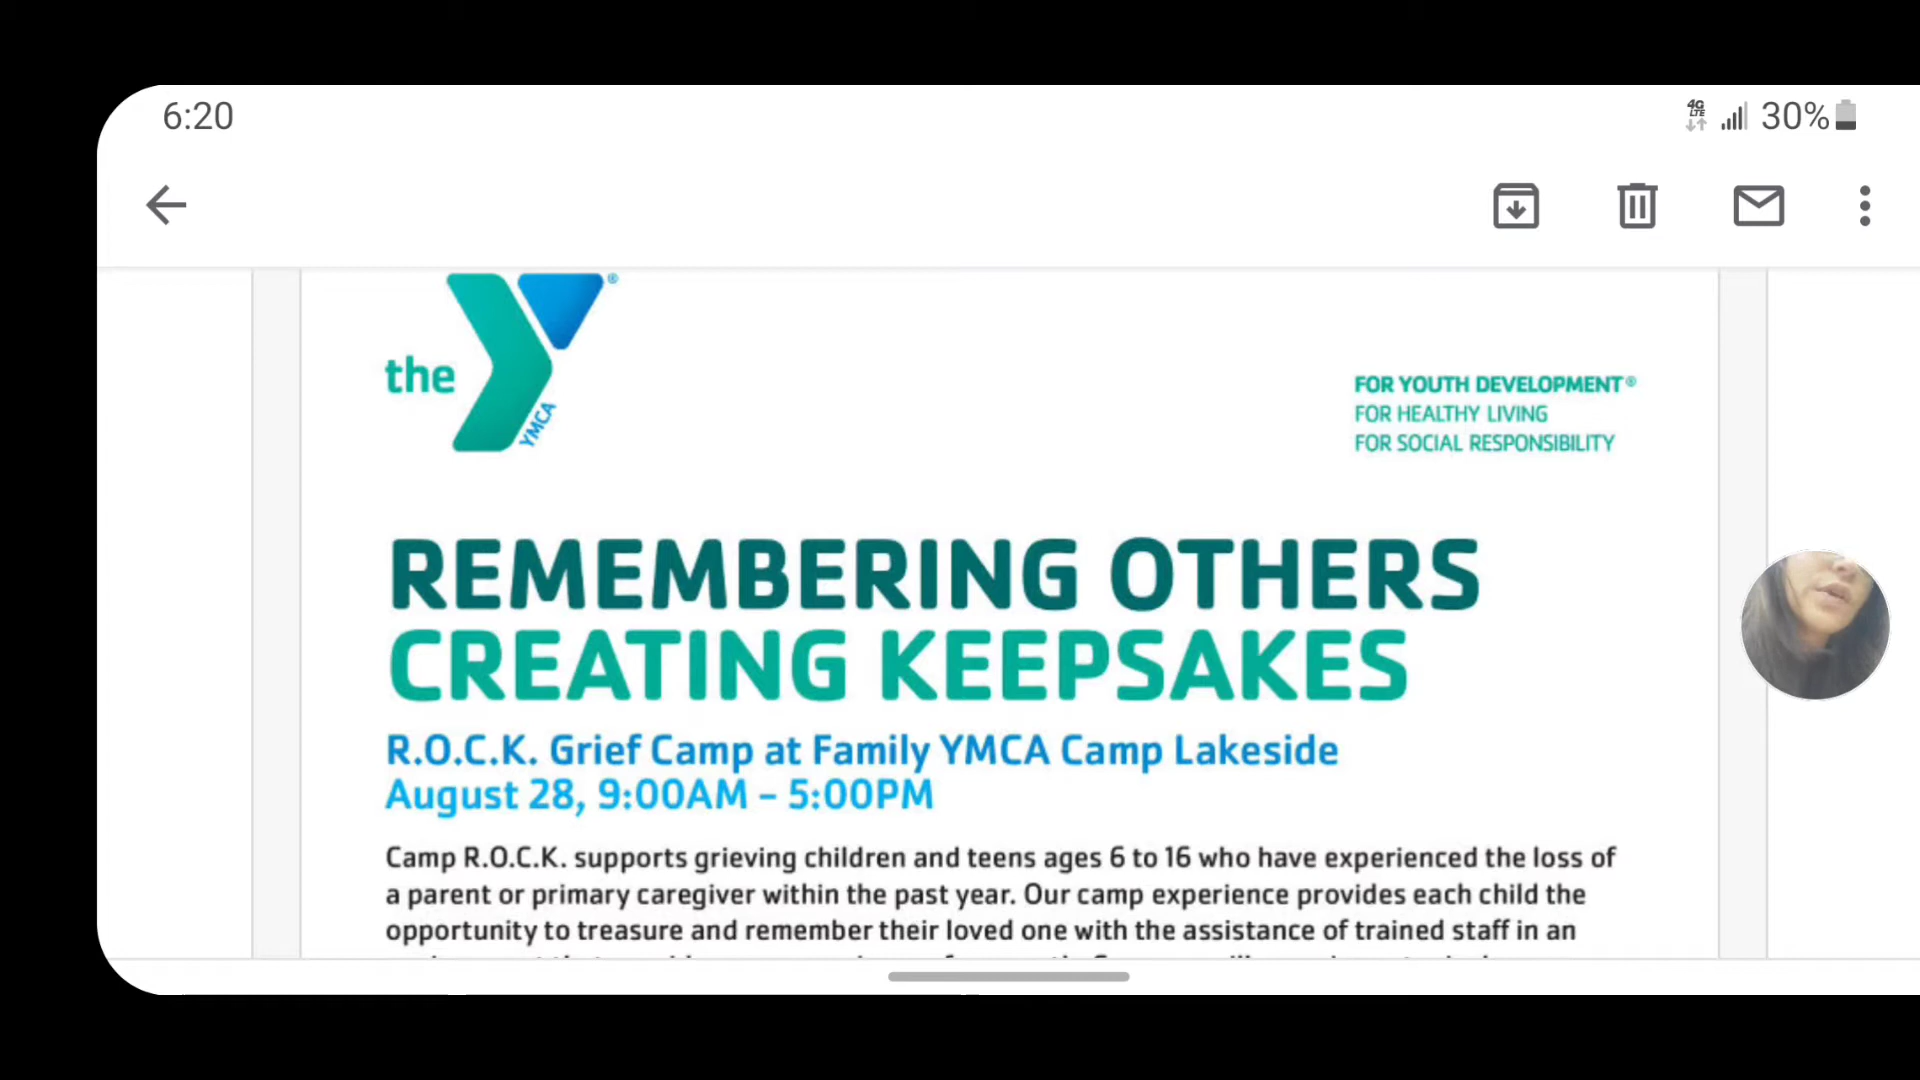 6:20
4G LTE 30%
the
YMCA
FOR YOUTH DEVELOPMENT®
FOR HEALTHY LIVING
FOR SOCIAL RESPONSIBILITY
REMEMBERING OTHERS
CREATING KEEPSAKES
R.O.C.K. Grief Camp at Family YMCA Camp Lakeside
August 28, 9:00AM – 5:00PM
Camp R.O.C.K. supports grieving children and teens ages 6 to 16 who have experienced the loss of
a parent or primary caregiver within the past year. Our camp experience provides each child the
opportunity to treasure and remember their loved one with the assistance of trained staff in an